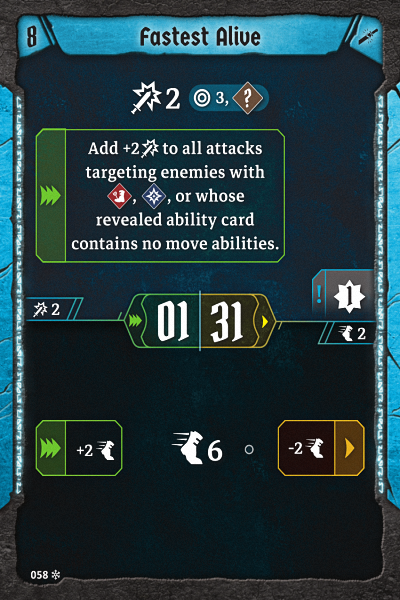 8 Fastest Alive
2 3, ?
Add +2 to all attacks
targeting enemies with
, , or whose
revealed ability card
contains no move abilities.
! 1
2 01 31 2
+2 6 -2
058